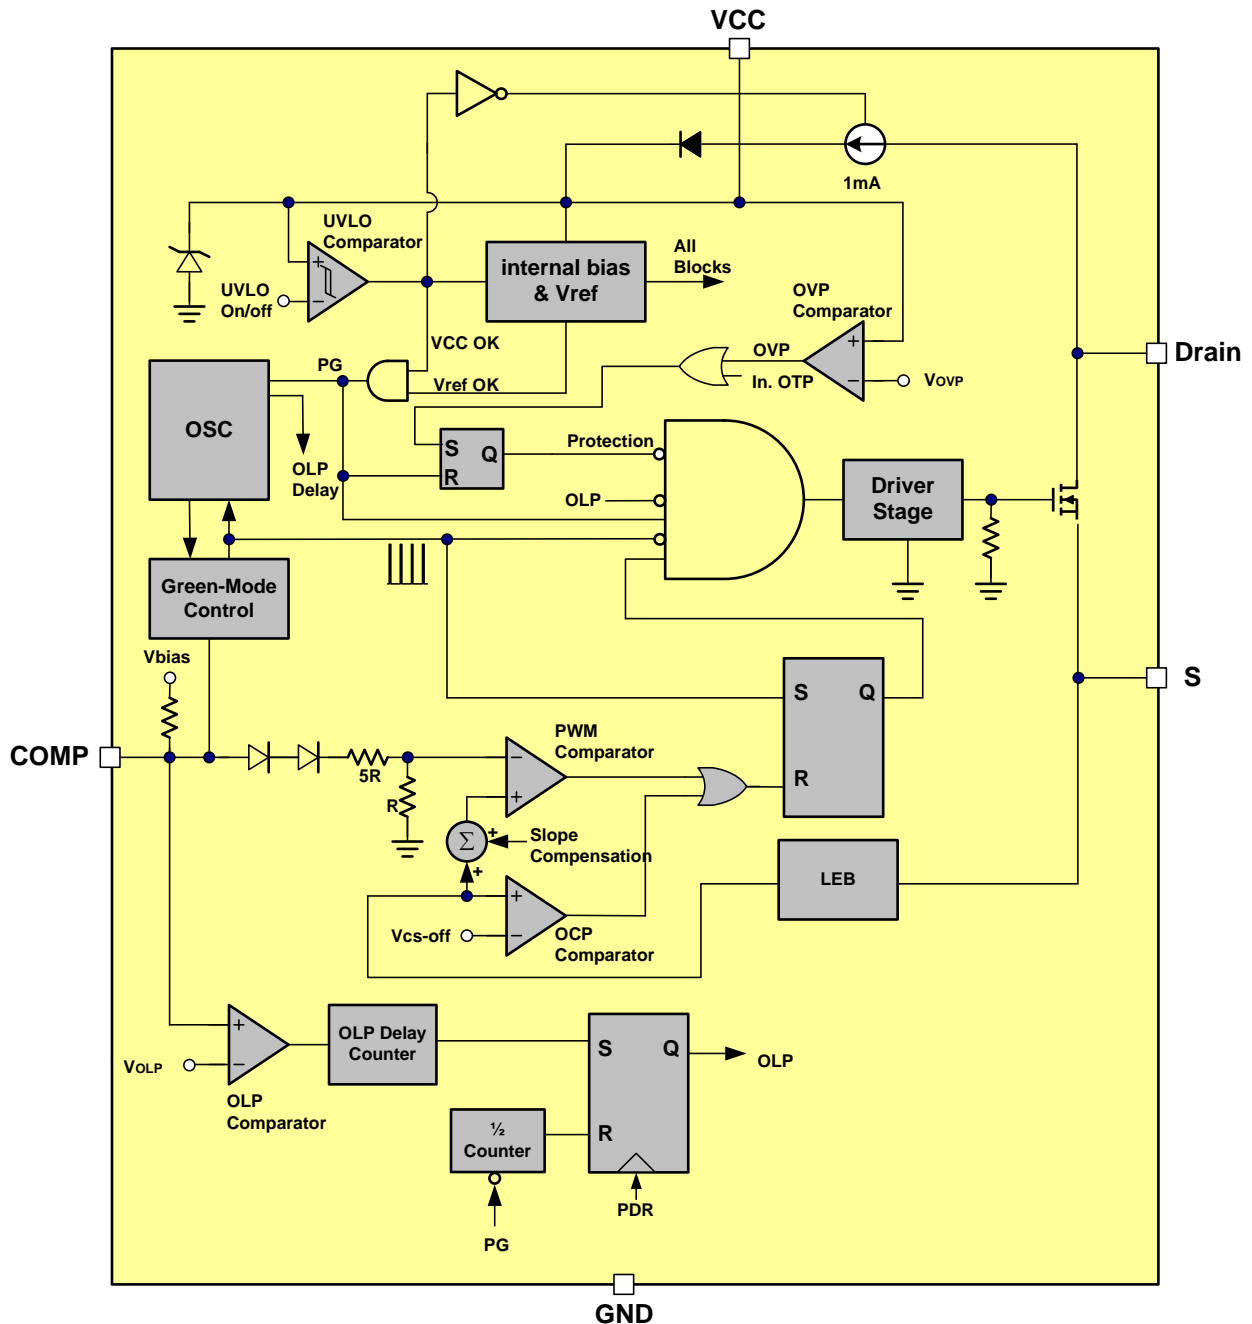 VCC
1mA
UVLO
Comparator
+
−
UVLO
On/off
internal bias
& Vref
All
Blocks
OVP
Comparator
+
−
VOVP
VCC OK
PG
Vref OK
OVP
In. OTP
Drain
OSC
OLP
Delay
S
Q
R
Protection
OLP
Driver
Stage
Green-Mode
Control
Vbias
S
Q
R
S
COMP
5R
R
PWM
Comparator
−
+
Σ
+
+
Slope
Compensation
LEB
Vcs-off
+
−
OCP
Comparator
VOLP
+
−
OLP
Comparator
OLP Delay
Counter
S
Q
R
OLP
½
Counter
PG
PDR
GND